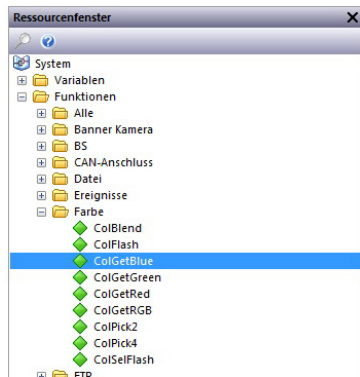 Ressourcenfenster
System
Variablen
Funktionen
Alle
Banner Kamera
BS
CAN-Anschluss
Datei
Ereignisse
Farbe
ColBlend
ColFlash
ColGetBlue
ColGetGreen
ColGetRed
ColGetRGB
ColPick2
ColPick4
ColSelFlash
FTP